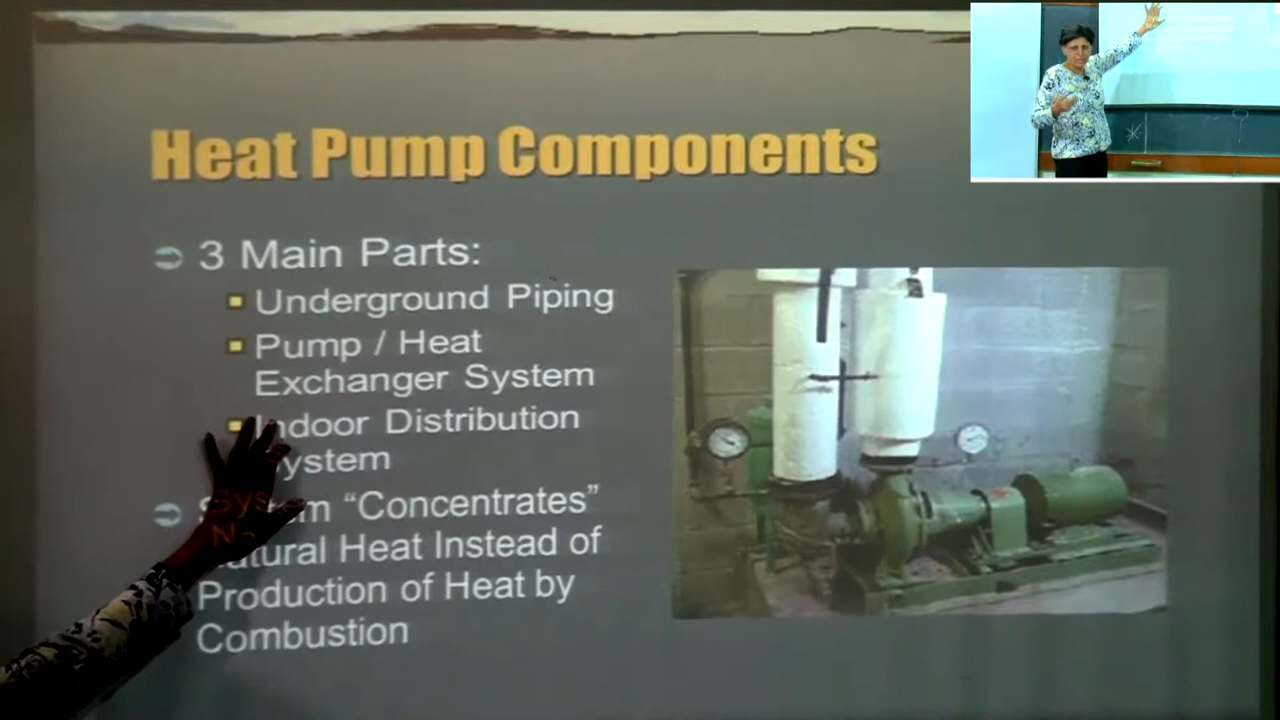 Heat Pump Components
3 Main Parts:
Underground Piping
Pump / Heat
Exchanger System
Indoor Distribution
System
System “Concentrates”
Natural Heat Instead of
Production of Heat by
Combustion